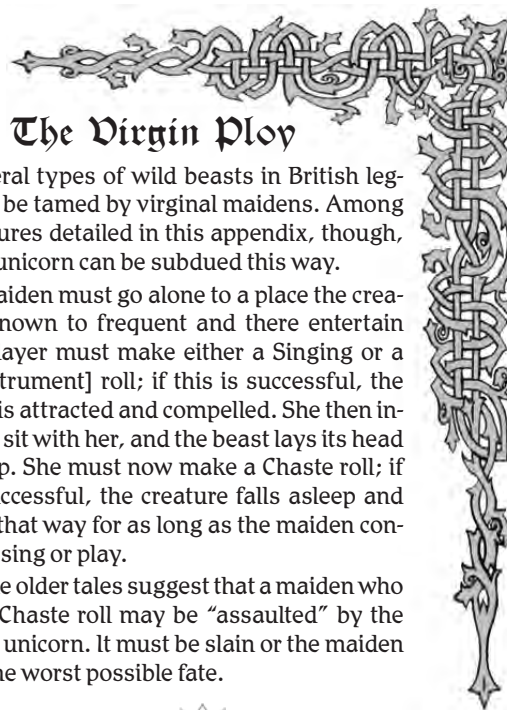 The Virgin Ploy
eral types of wild beasts in British leg-
be tamed by virginal maidens. Among
ures detailed in this appendix, though,
unicorn can be subdued this way.
aiden must go alone to a place the crea-
nown to frequent and there entertain
layer must make either a Singing or a
trument] roll; if this is successful, the
is attracted and compelled. She then in-
sit with her, and the beast lays its head
p. She must now make a Chaste roll; if
ccessful, the creature falls asleep and
that way for as long as the maiden con-
sing or play.
e older tales suggest that a maiden who
Chaste roll may be “assaulted” by the
unicorn. It must be slain or the maiden
ne worst possible fate.